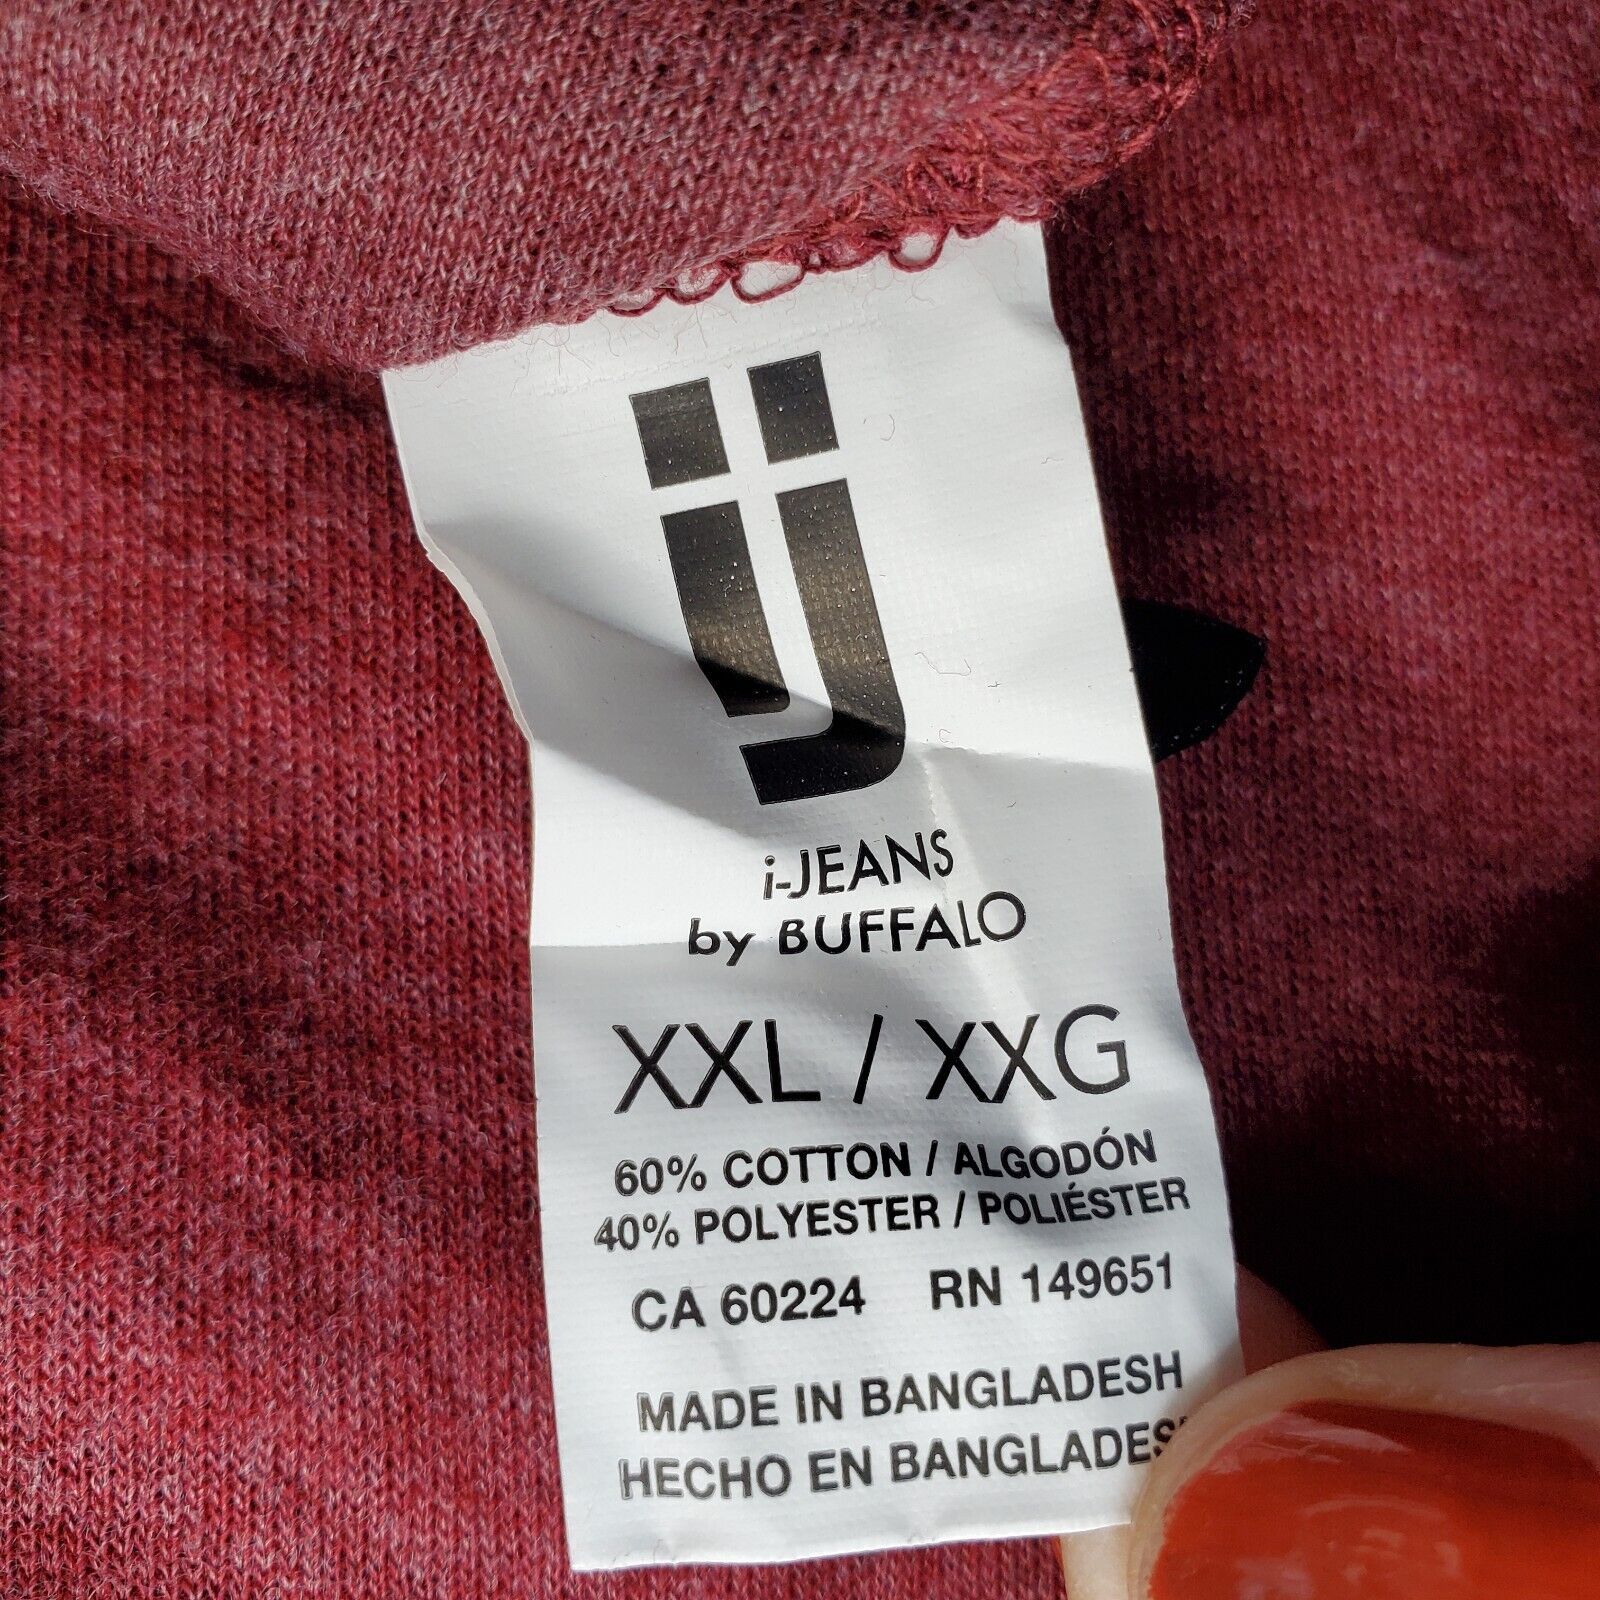 ij
i-JEANS
by BUFFALO
XXL / XXG
60% COTTON / ALGODÓN
40% POLYESTER / POLIÉSTER
CA 60224 RN 149651
MADE IN BANGLADESH
HECHO EN BANGLADES